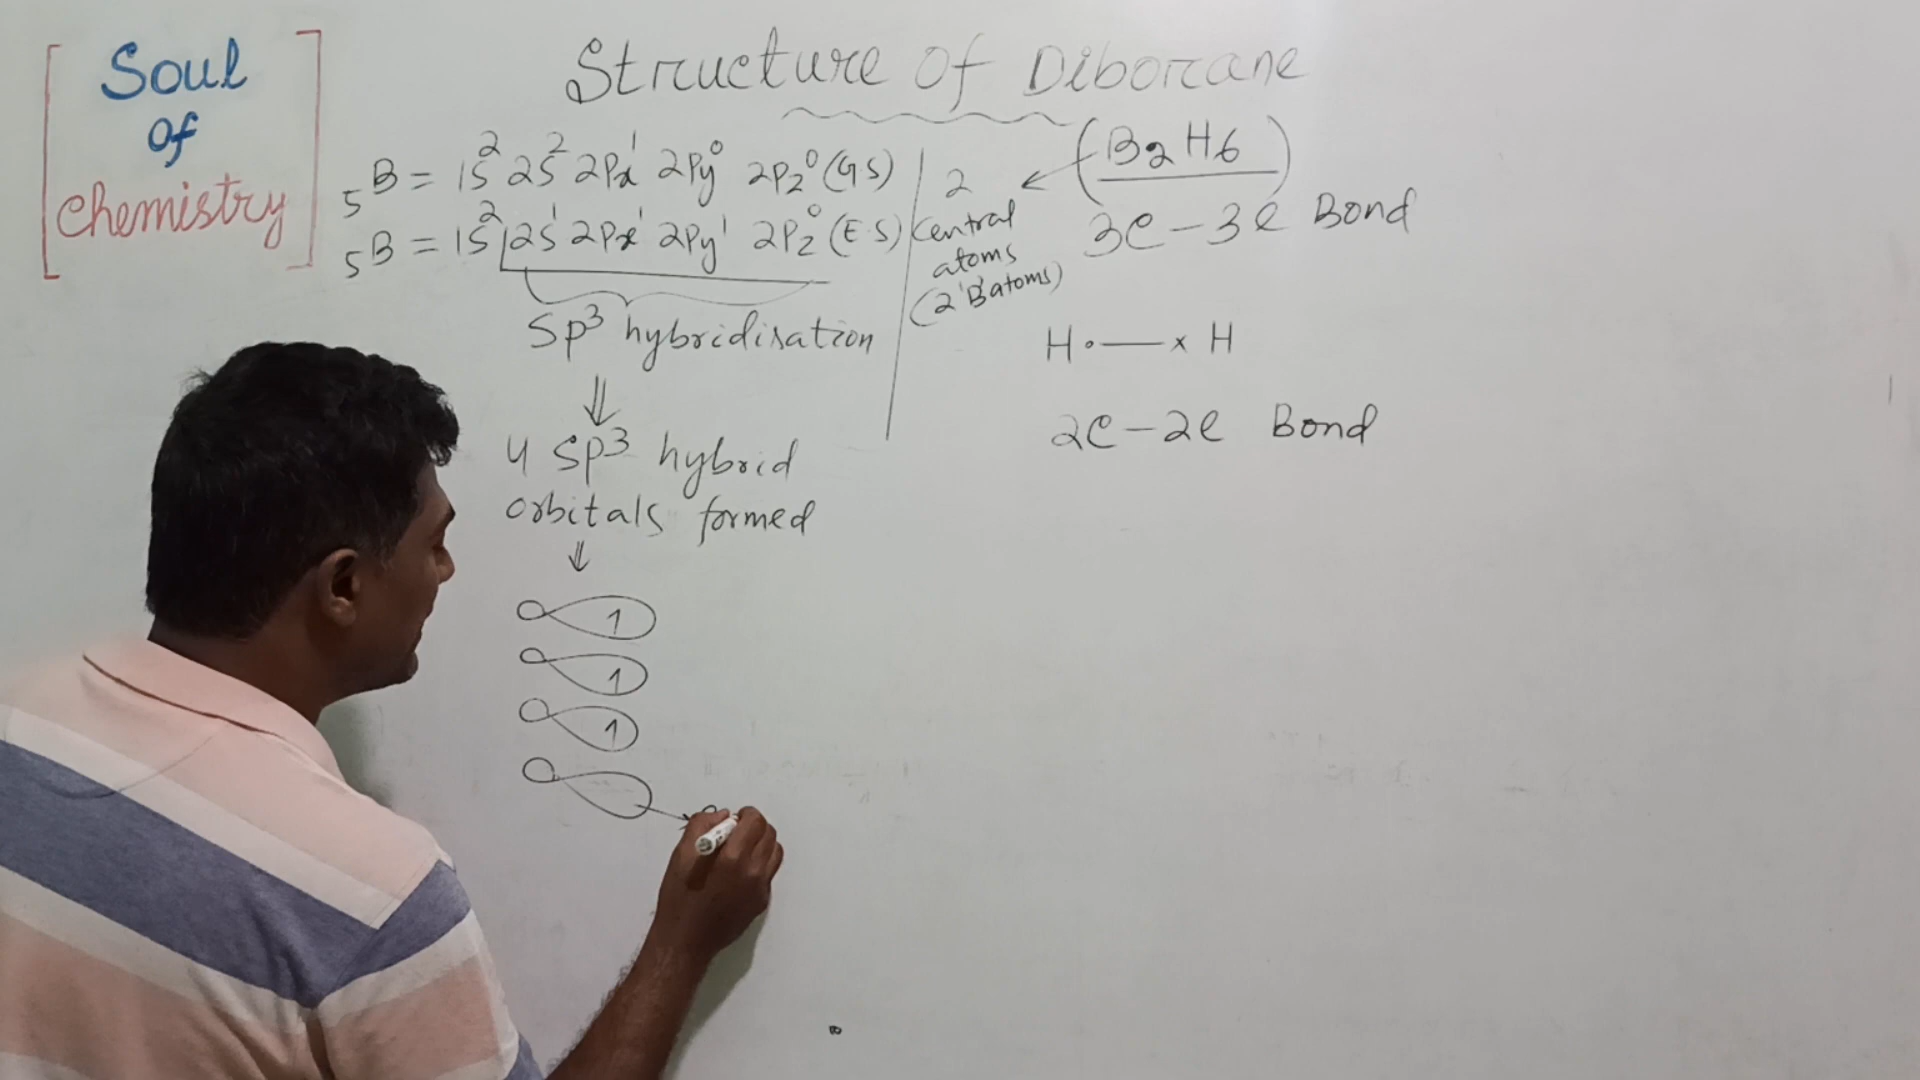 Soul
Of
Chemistry
Structure Of Diborane
(B2H6)
5B = 1S² 2S² 2Px¹ 2Py⁰ 2Pz⁰ (G S)
5B = 1S² 2S¹ 2Px¹ 2Py¹ 2Pz⁰ (E.S)
Sp³ hybridisation
⇓
4 Sp³ hybrid
orbitals formed
⇓
1
1
1
2
central
atoms
(2 'B' atoms)
3C-3e Bond
H•—x H
2C-2e Bond